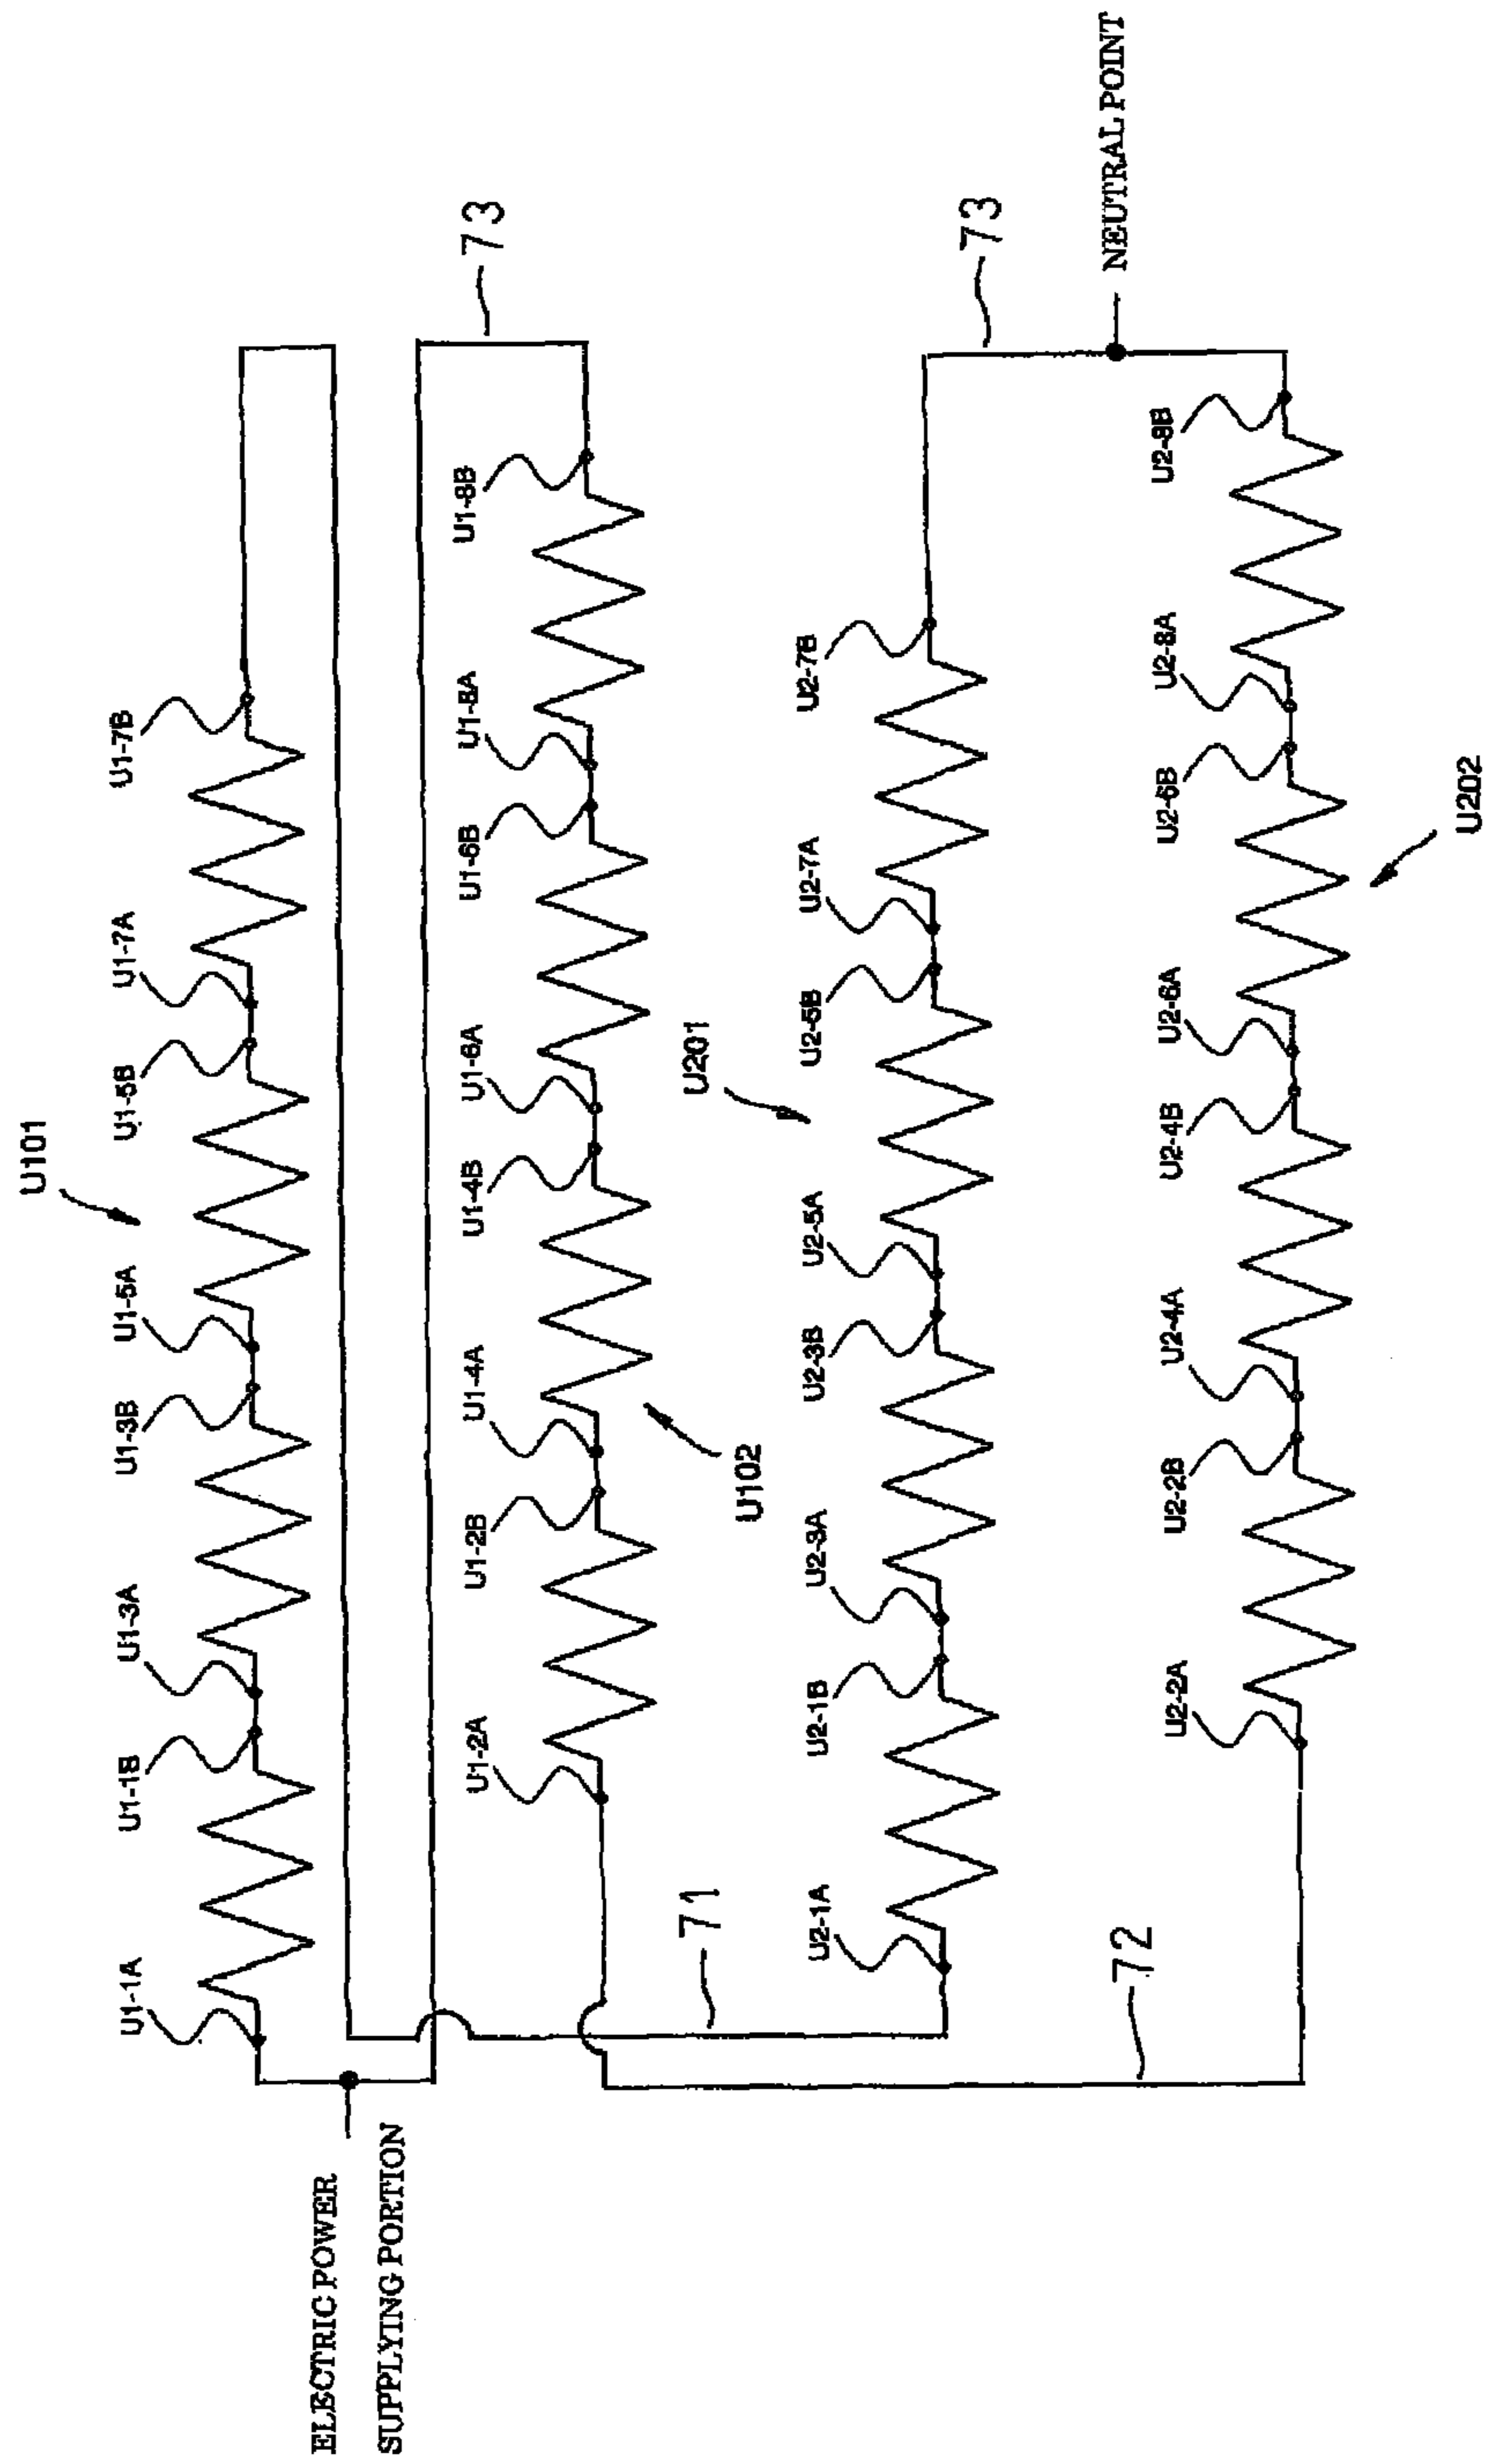 U101
U1-1A
U1-1B
U1-3A
U1-3B
U1-5A
U1-5B
U1-7A
U1-7B
ELECTRIC POWER
SUPPLYING PORTION
U1-2A
U1-2B
U1-4A
U1-4B
U1-6A
U1-6B
U1-8A
U1-8B
73
U102
71
U201
U2-1A
U2-1B
U2-3A
U2-3B
U2-5A
U2-5B
U2-7A
U2-7B
73
NEUTRAL POINT
72
U2-2A
U2-2B
U2-4A
U2-4B
U2-6A
U2-6B
U2-8A
U2-8B
U202